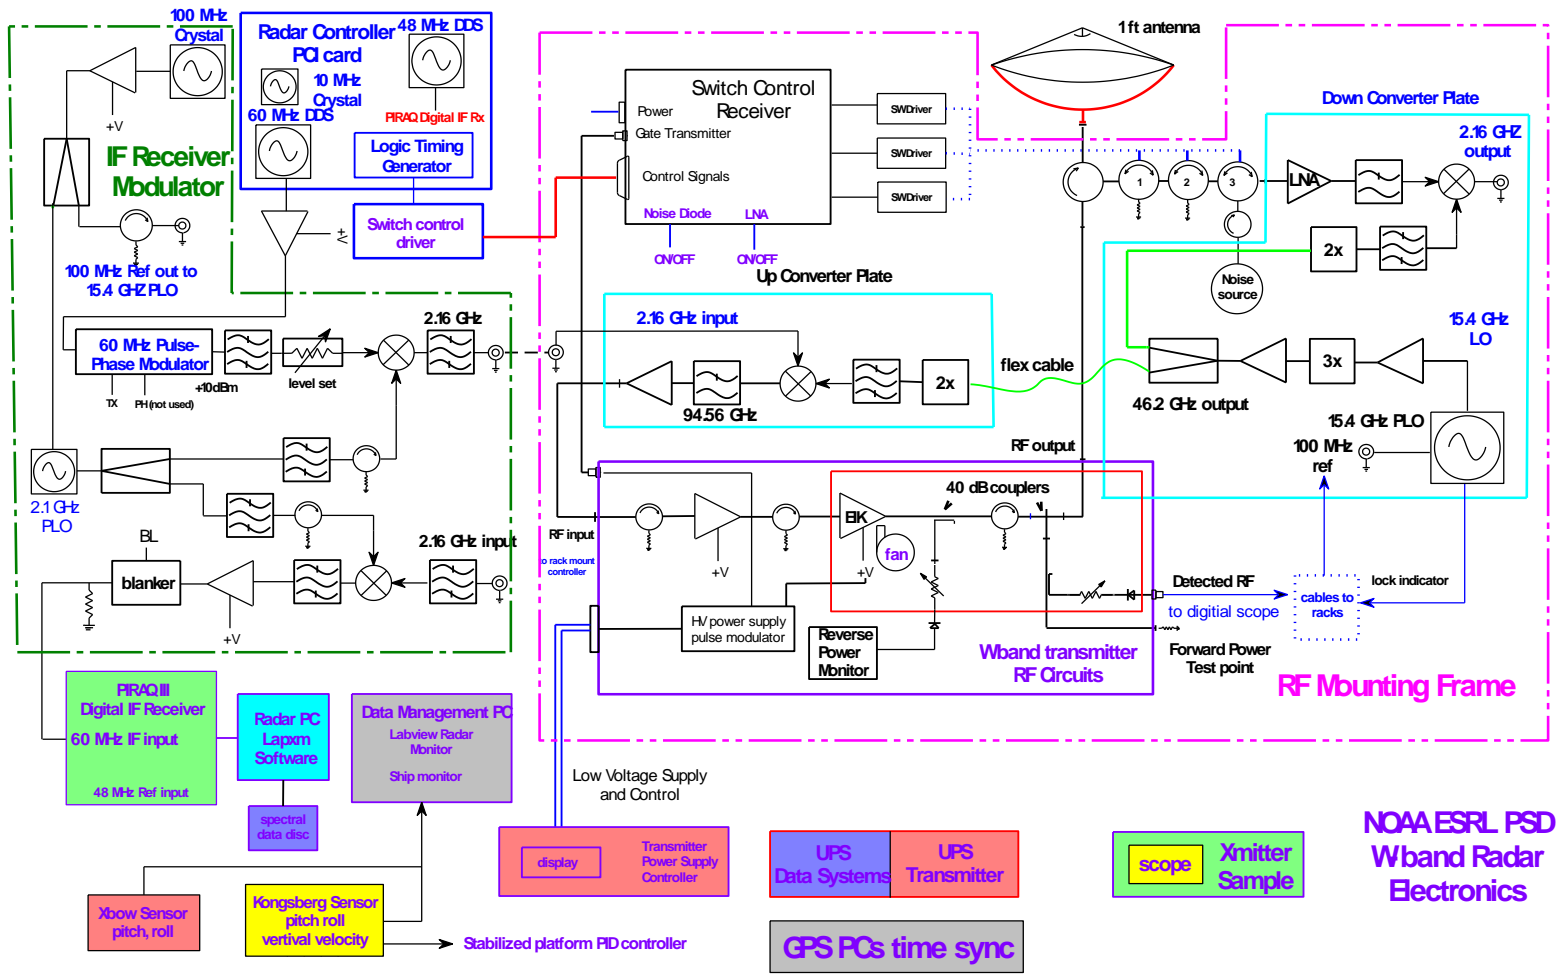 100 MHz
Crystal
+V
IF Receiver
Modulator
100 MHz Ref out to
15.4 GHZ PLO
Radar Controller
PCI card
48 MHz DDS
10 MHz
Crystal
60 MHz DDS
PIRAQ Digital IF Rx
Logic Timing
Generator
Switch control
driver
+V
60 MHz Pulse-
Phase Modulator
+10dBm
TX
PH (not used)
level set
2.16 GHz
2.1 GHz
PLO
BL
blanker
+V
2.16 GHz input
Switch Control
Receiver
Power
Gate Transmitter
Control Signals
Noise Diode
LNA
ON/OFF
ON/OFF
SWDriver
SWDriver
SWDriver
1 ft antenna
Up Converter Plate
2.16 GHz input
94.56 GHz
2x
flex cable
RF output
Down Converter Plate
2.16 GHZ
output
1
2
3
LNA
Noise
source
2x
15.4 GHz
LO
3x
46.2 GHz output
15.4 GHz PLO
100 MHz
ref
RF input
o rack mount
controller
+V
EIK
fan
+V
40 dB couplers
HV power supply
pulse modulator
Reverse
Power
Monitor
Wband transmitter
RF Circuits
Detected RF
to digitial scope
cables to
racks
lock indicator
Forward Power
Test point
RF Mounting Frame
PIRAQ III
Digital IF Receiver
60 MHz IF input
48 MHz Ref input
Radar PC
Lapxm
Software
spectral
data disc
Data Management PC
Labview Radar
Monitor
Ship monitor
Low Voltage Supply
and Control
display
Transmitter
Power Supply
Controller
UPS
Data Systems
UPS
Transmitter
scope
Xmitter
Sample
NOAA ESRL PSD
W-band Radar
Electronics
Xbow Sensor
pitch, roll
Kongsberg Sensor
pitch roll
vertival velocity
Stabilized platform PID controller
GPS PCs time sync